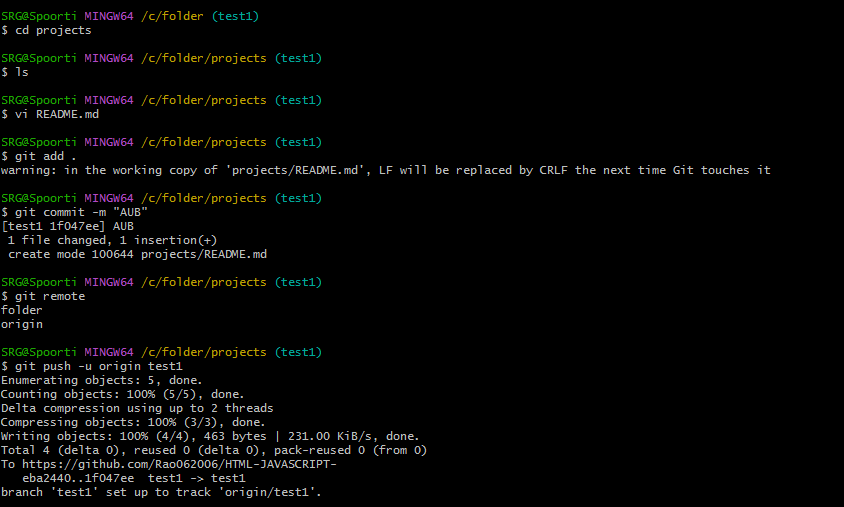 SRG@Spoorti MINGW64 /c/folder (test1)
$ cd projects
SRG@Spoorti MINGW64 /c/folder/projects (test1)
$ ls
SRG@Spoorti MINGW64 /c/folder/projects (test1)
$ vi README.md
SRG@Spoorti MINGW64 /c/folder/projects (test1)
$ git add .
warning: in the working copy of 'projects/README.md', LF will be replaced by CRLF the next time Git touches it
SRG@Spoorti MINGW64 /c/folder/projects (test1)
$ git commit -m "AUB"
[test1 1f047ee] AUB
 1 file changed, 1 insertion(+)
 create mode 100644 projects/README.md
SRG@Spoorti MINGW64 /c/folder/projects (test1)
$ git remote
folder
origin
SRG@Spoorti MINGW64 /c/folder/projects (test1)
$ git push -u origin test1
Enumerating objects: 5, done.
Counting objects: 100% (5/5), done.
Delta compression using up to 2 threads
Compressing objects: 100% (3/3), done.
Writing objects: 100% (4/4), 463 bytes | 231.00 KiB/s, done.
Total 4 (delta 0), reused 0 (delta 0), pack-reused 0 (from 0)
To https://github.com/Rao062006/HTML-JAVASCRIPT-
   eba2440..1f047ee  test1 -> test1
branch 'test1' set up to track 'origin/test1'.